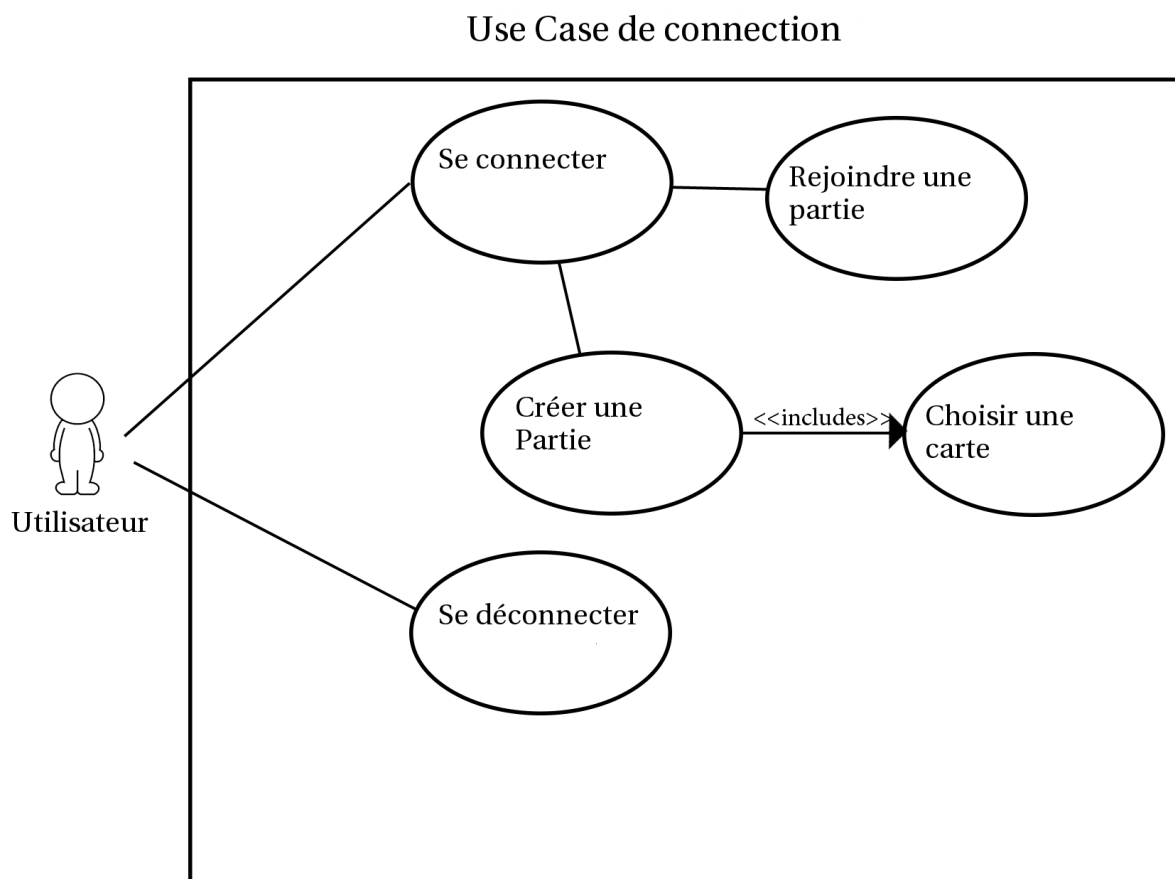 Use Case de connection
Se connecter
Rejoindre une
partie
Créer une
Partie
<<includes>>
Choisir une
carte
Utilisateur
Se déconnecter